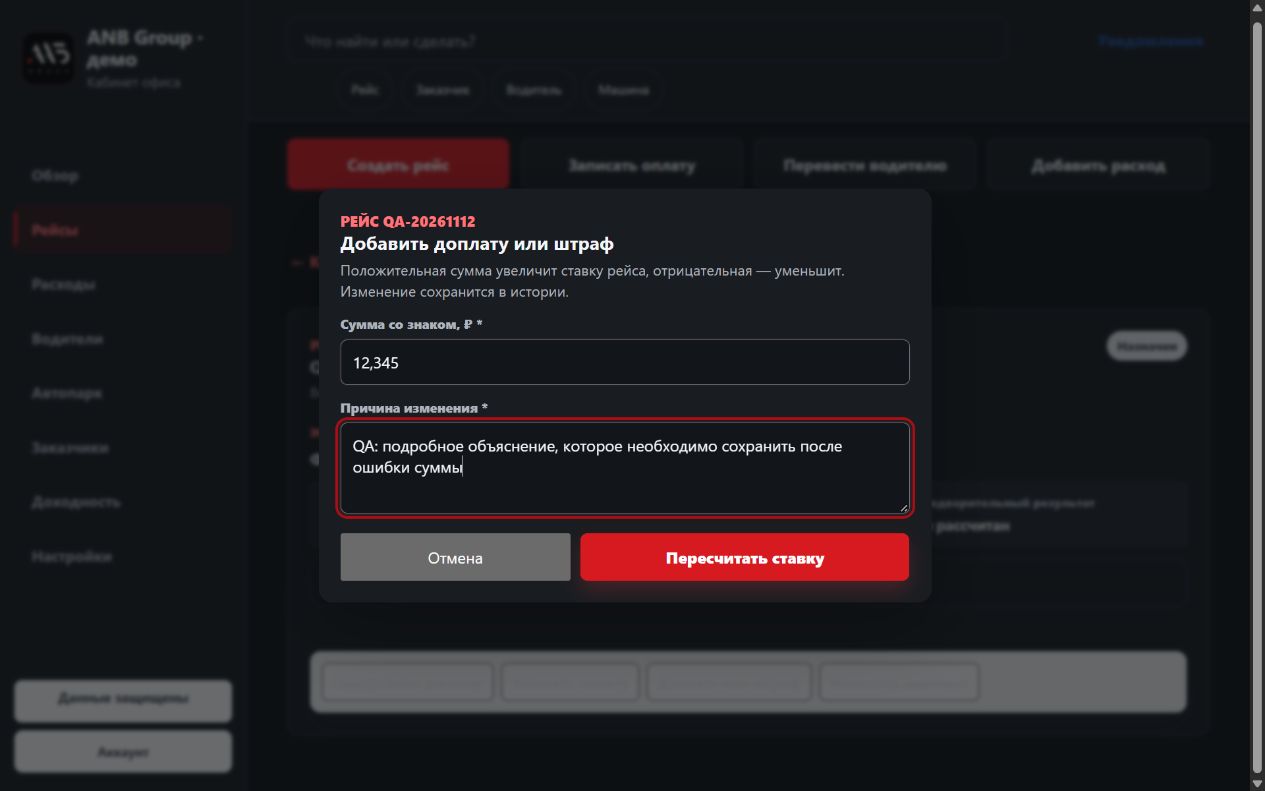 ANB Group ·
демо
Кабинет офиса
Что найти или сделать?
Уведомления
Рейс
Заказчик
Водитель
Машина
Обзор
Рейсы
Расходы
Водители
Автопарк
Заказчики
Доходность
Настройки
Данные защищены
Аккаунт
Создать рейс
Записать оплату
Перевести водителю
Добавить расход
РЕЙС QA-20261112
Добавить доплату или штраф
Положительная сумма увеличит ставку рейса, отрицательная — уменьшит.
Изменение сохранится в истории.
Сумма со знаком, ₽ *
12,345
Причина изменения *
QA: подробное объяснение, которое необходимо сохранить после
ошибки суммы
Отмена
Пересчитать ставку
Назначен
результат
рассчитан